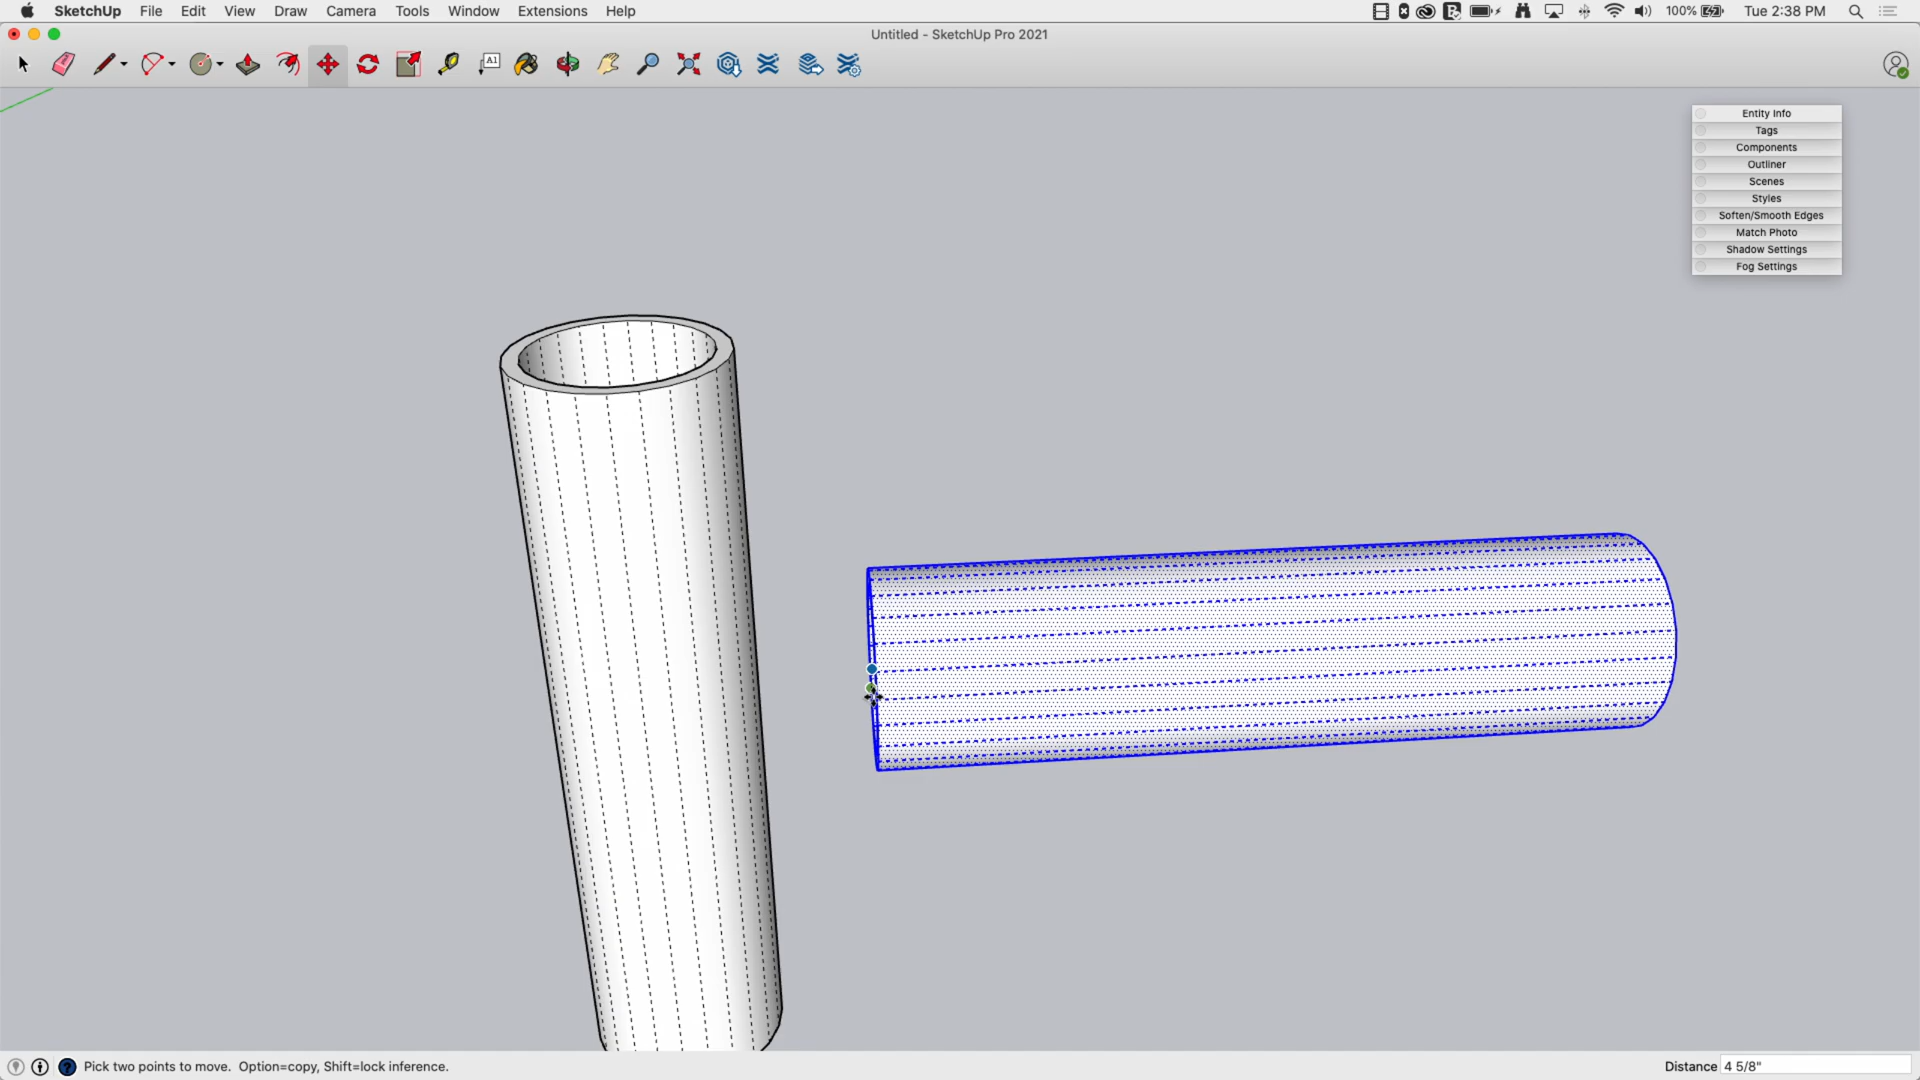 SketchUp File Edit View Draw Camera Tools Window Extensions Help 100% Tue 2:38 PM
Untitled - SketchUp Pro 2021
A1
Entity Info
Tags
Components
Outliner
Scenes
Styles
Soften/Smooth Edges
Match Photo
Shadow Settings
Fog Settings
Pick two points to move. Option=copy, Shift=lock inference. Distance 4 5/8"